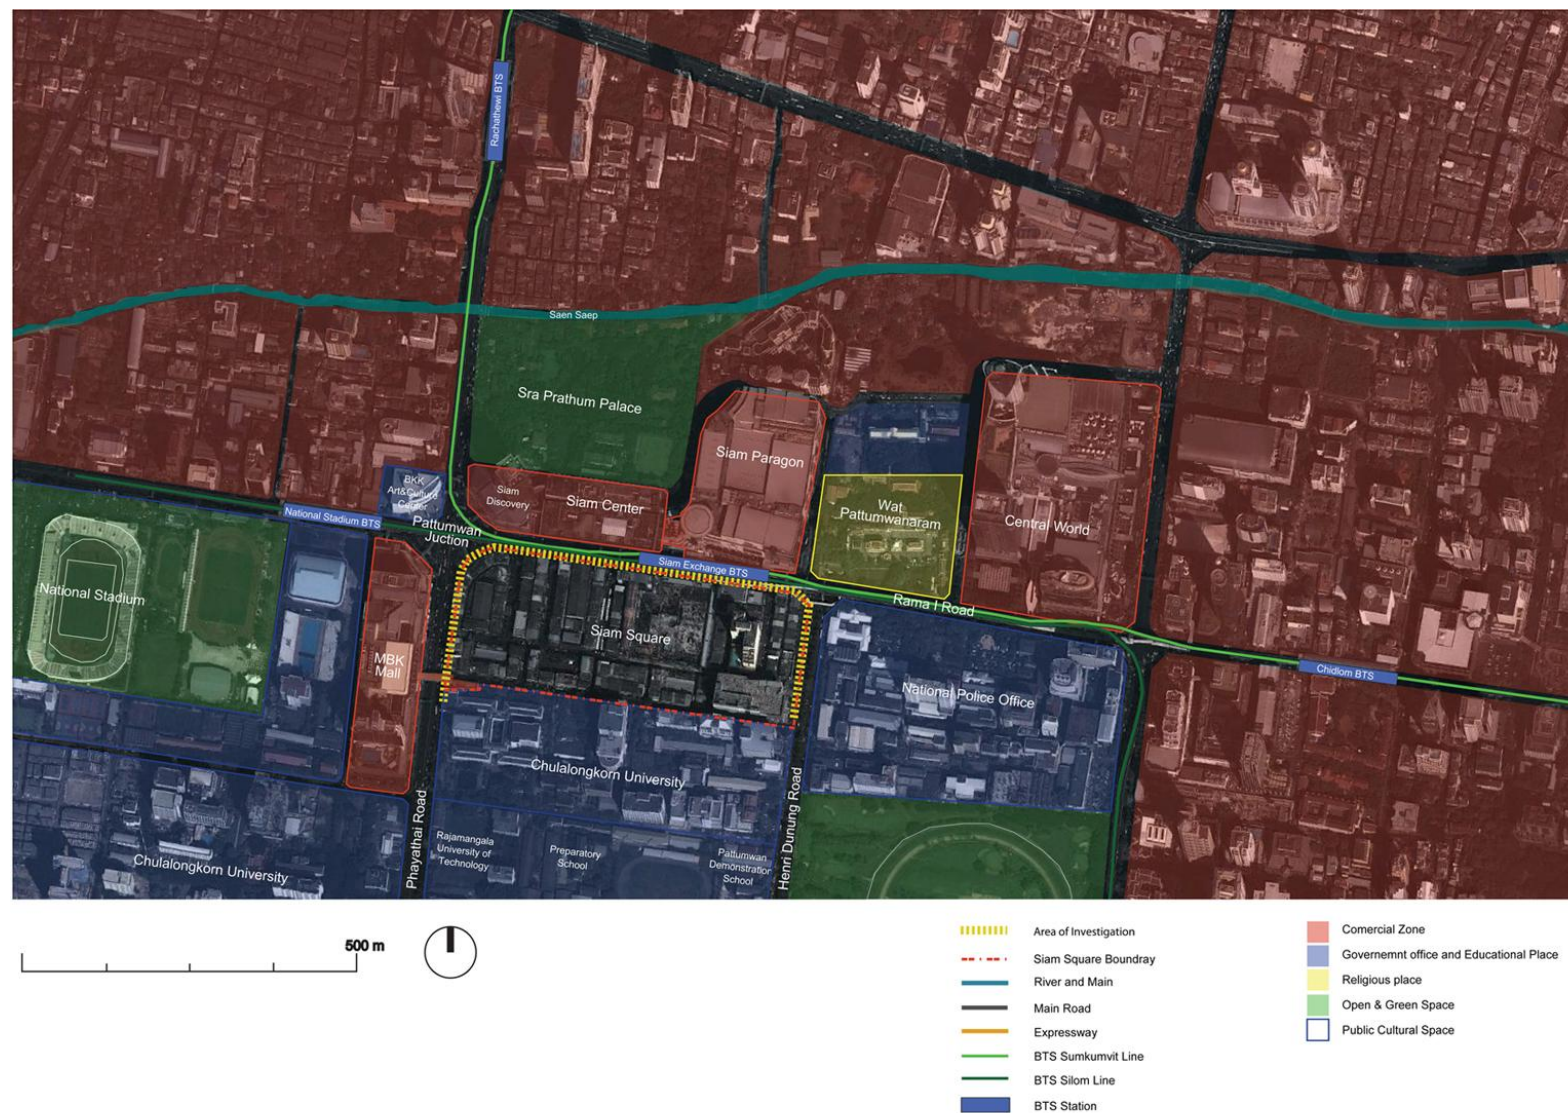 Rachathewi BTS
Saen Saep
Sra Prathum Palace
Siam Paragon
BKK
Art&Culture
Center
Siam
Discovery
Siam Center
Wat
Pattumwanaram
Central World
National Stadium BTS
Pattumwan
Juction
Siam Exchange BTS
Rama I Road
National Stadium
Siam Square
MBK
Mall
Chidlom BTS
National Police Office
Chulalongkorn University
Phayathai Road
Henri Dunung Road
Rajamangala
University of
Technology
Preparatory
School
Pattumwan
Demonstration
School
Chulalongkorn University
500 m
Area of Investigation
Siam Square Boundray
River and Main
Main Road
Expressway
BTS Sumkumvit Line
BTS Silom Line
BTS Station
Comercial Zone
Governemnt office and Educational Place
Religious place
Open & Green Space
Public Cultural Space